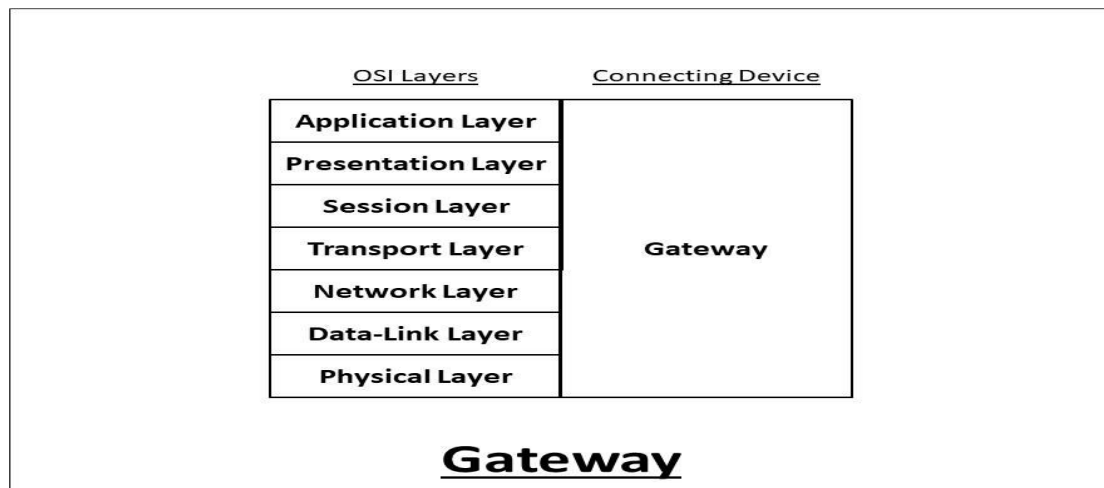 OSI Layers Connecting Device
Application Layer
Presentation Layer
Session Layer
Transport Layer
Gateway
Network Layer
Data-Link Layer
Physical Layer
Gateway